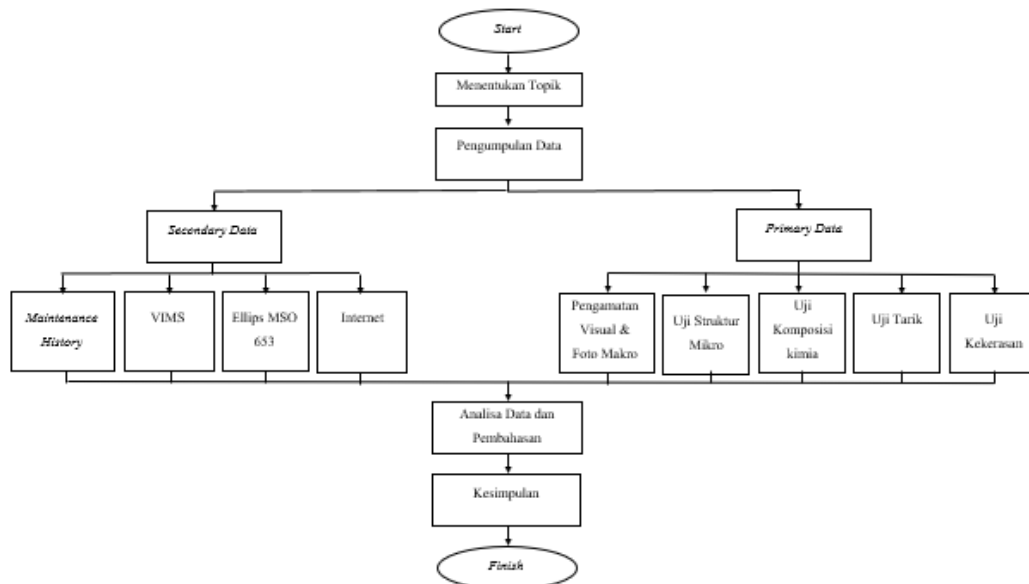 Start
Menentukan Topik
Pengumpulan Data
Secondary Data
Primary Data
Maintenance
History
VIMS
Ellips MSO
653
Internet
Pengamatan
Visual &
Foto Makro
Uji Struktur
Mikro
Uji
Komposisi
kimia
Uji Tarik
Uji
Kekerasan
Analisa Data dan
Pembahasan
Kesimpulan
Finish